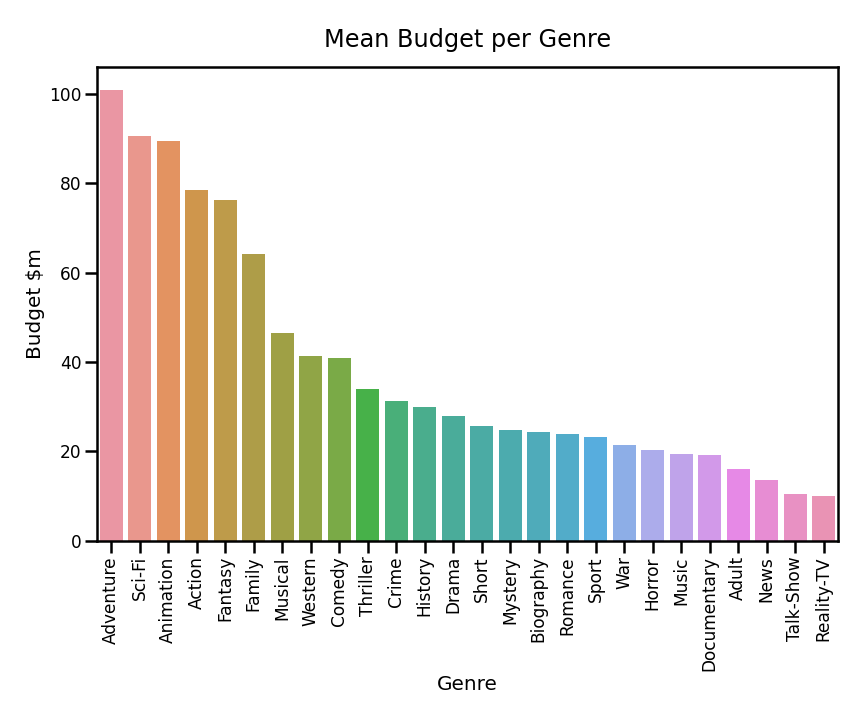 Mean Budget per Genre
Budget $m
100
80
60
40
20
0
Adventure
Sci-Fi
Animation
Action
Fantasy
Family
Musical
Western
Comedy
Thriller
Crime
History
Drama
Short
Mystery
Biography
Romance
Sport
War
Horror
Music
Documentary
Adult
News
Talk-Show
Reality-TV
Genre